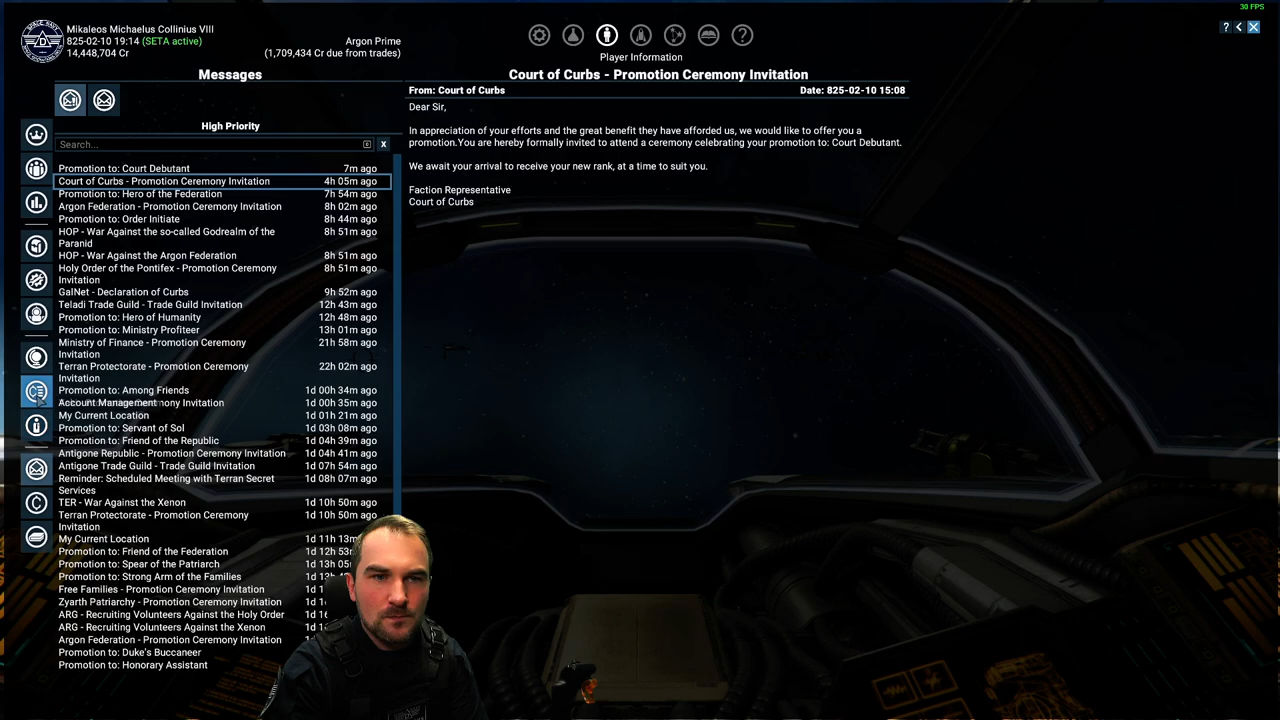 30 FPS
Mikaleos Michaelus Collinius VIII
825-02-10 19:14 (SETA active)
14,448,704 Cr
Argon Prime
(1,709,434 Cr due from trades)
Player Information
? < X
Messages
High Priority
Search...
x
Promotion to: Court Debutant 7m ago
Court of Curbs - Promotion Ceremony Invitation 4h 05m ago
Promotion to: Hero of the Federation 7h 54m ago
Argon Federation - Promotion Ceremony Invitation 8h 02m ago
Promotion to: Order Initiate 8h 44m ago
HOP - War Against the so-called Godrealm of the 8h 51m ago
Paranid
HOP - War Against the Argon Federation 8h 51m ago
Holy Order of the Pontifex - Promotion Ceremony 8h 51m ago
Invitation
GalNet - Declaration of Curbs 9h 52m ago
Teladi Trade Guild - Trade Guild Invitation 12h 43m ago
Promotion to: Hero of Humanity 12h 48m ago
Promotion to: Ministry Profiteer 13h 01m ago
Ministry of Finance - Promotion Ceremony 21h 58m ago
Invitation
Terran Protectorate - Promotion Ceremony 22h 02m ago
Invitation
Promotion to: Among Friends 1d 00h 34m ago
Account Management
mony Invitation 1d 00h 35m ago
My Current Location 1d 01h 21m ago
Promotion to: Servant of Sol 1d 03h 08m ago
Promotion to: Friend of the Republic 1d 04h 39m ago
Antigone Republic - Promotion Ceremony Invitation 1d 04h 41m ago
Antigone Trade Guild - Trade Guild Invitation 1d 07h 54m ago
Reminder: Scheduled Meeting with Terran Secret 1d 08h 07m ago
Services
TER - War Against the Xenon 1d 10h 50m ago
Terran Protectorate - Promotion Ceremony 1d 10h 50m ago
Invitation
My Current Location 1d 11h 13m
Promotion to: Friend of the Federation 1d 12h 53m
Promotion to: Spear of the Patriarch 1d 13h 05
Promotion to: Strong Arm of the Families 1d 13h
Free Families - Promotion Ceremony Invitation 1d
Zyarth Patriarchy - Promotion Ceremony Invitation 1d
ARG - Recruiting Volunteers Against the Holy Order 1d
ARG - Recruiting Volunteers Against the Xenon 1d
Argon Federation - Promotion Ceremony Invitation
Promotion to: Duke's Buccaneer
Promotion to: Honorary Assistant
Court of Curbs - Promotion Ceremony Invitation
From: Court of Curbs Date: 825-02-10 15:08
Dear Sir,
In appreciation of your efforts and the great benefit they have afforded us, we would like to offer you a
promotion.You are hereby formally invited to attend a ceremony celebrating your promotion to: Court Debutant.
We await your arrival to receive your new rank, at a time to suit you.
Faction Representative
Court of Curbs